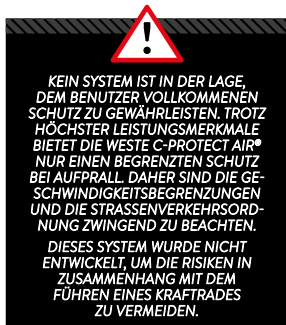 !
KEIN SYSTEM IST IN DER LAGE,
DEM BENUTZER VOLLKOMMENEN
SCHUTZ ZU GEWÄHRLEISTEN. TROTZ
HÖCHSTER LEISTUNGSMERKMALE
BIETET DIE WESTE C-PROTECT AIR®
NUR EINEN BEGRENZTEN SCHUTZ
BEI AUFPRALL. DAHER SIND DIE GE-
SCHWINDIGKEITSBEGRENZUNGEN
UND DIE STRASSENVERKEHRSORD-
NUNG ZWINGEND ZU BEACHTEN.
DIESES SYSTEM WURDE NICHT
ENTWICKELT, UM DIE RISIKEN IN
ZUSAMMENHANG MIT DEM
FÜHREN EINES KRAFTRADES
ZU VERMEIDEN.